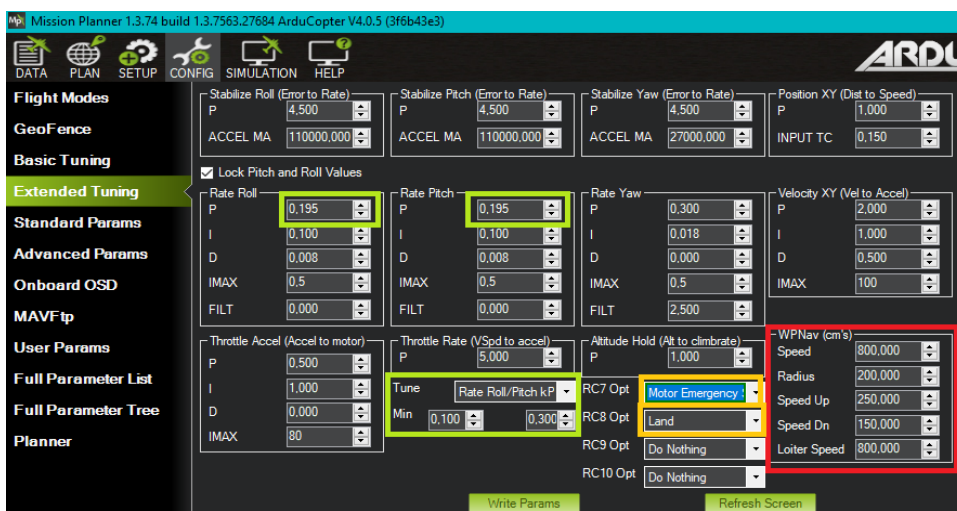 Mission Planner 1.3.74 build 1.3.7563.27684 ArduCopter V4.0.5 (3f6b43e3)
DATA PLAN SETUP CONFIG SIMULATION HELP
ARDU
Flight Modes
GeoFence
Basic Tuning
Extended Tuning
Standard Params
Advanced Params
Onboard OSD
MAVFtp
User Params
Full Parameter List
Full Parameter Tree
Planner
Stabilize Roll (Error to Rate)
P 4,500
ACCEL MA 110000,000
Stabilize Pitch (Error to Rate)
P 4,500
ACCEL MA 110000,000
Stabilize Yaw (Error to Rate)
P 4,500
ACCEL MA 27000,000
Position XY (Dist to Speed)
P 1,000
INPUT TC 0,150
Lock Pitch and Roll Values
Rate Roll
P 0,195
I 0,100
D 0,008
IMAX 0,5
FILT 0,000
Rate Pitch
P 0,195
I 0,100
D 0,008
IMAX 0,5
FILT 0,000
Rate Yaw
P 0,300
I 0,018
D 0,000
IMAX 0,5
FILT 2,500
Velocity XY (Vel to Accel)
P 2,000
I 1,000
D 0,500
IMAX 100
Throttle Accel (Accel to motor)
P 0,500
I 1,000
D 0,000
IMAX 80
Throttle Rate (VSpd to accel)
P 5,000
Tune Rate Roll/Pitch kP
Min 0,100 0,300
Altitude Hold (Alt to climbrate)
P 1,000
RC7 Opt Motor Emergency
RC8 Opt Land
RC9 Opt Do Nothing
RC10 Opt Do Nothing
WPNav (cm's)
Speed 800,000
Radius 200,000
Speed Up 250,000
Speed Dn 150,000
Loiter Speed 800,000
Write Params
Refresh Screen